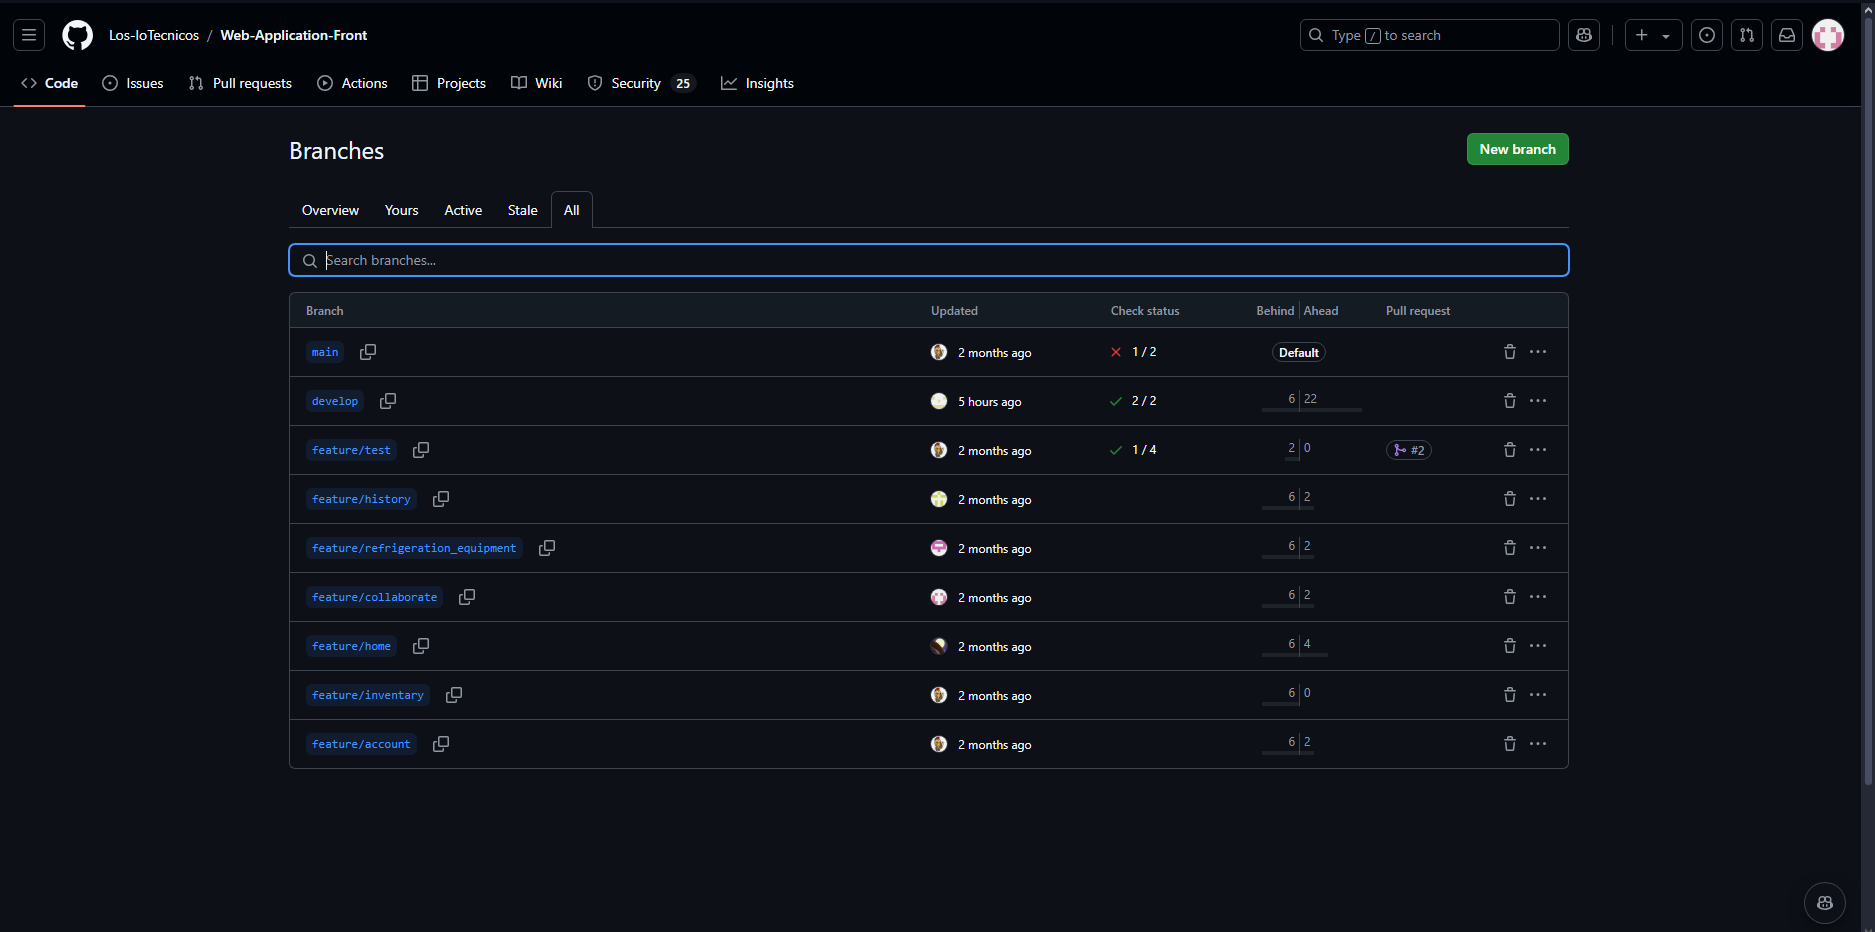 Los-IoTecnicos / Web-Application-Front
Type / to search
Code Issues Pull requests Actions Projects Wiki Security 25 Insights
Branches
New branch
Overview Yours Active Stale All
Search branches...
Branch Updated Check status Behind Ahead Pull request
main 2 months ago 1 / 2 Default
develop 5 hours ago 2 / 2 6 22
feature/test 2 months ago 1 / 4 2 0 #2
feature/history 2 months ago 6 2
feature/refrigeration_equipment 2 months ago 6 2
feature/collaborate 2 months ago 6 2
feature/home 2 months ago 6 4
feature/inventary 2 months ago 6 0
feature/account 2 months ago 6 2